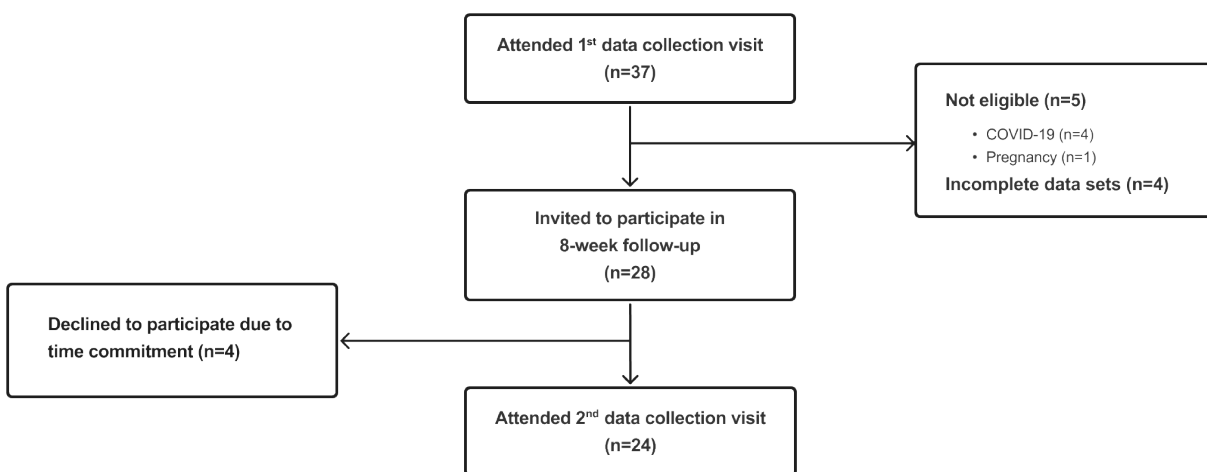 Attended 1st data collection visit
(n=37)
Not eligible (n=5)
• COVID-19 (n=4)
• Pregnancy (n=1)
Incomplete data sets (n=4)
Invited to participate in
8-week follow-up
(n=28)
Declined to participate due to
time commitment (n=4)
Attended 2nd data collection visit
(n=24)